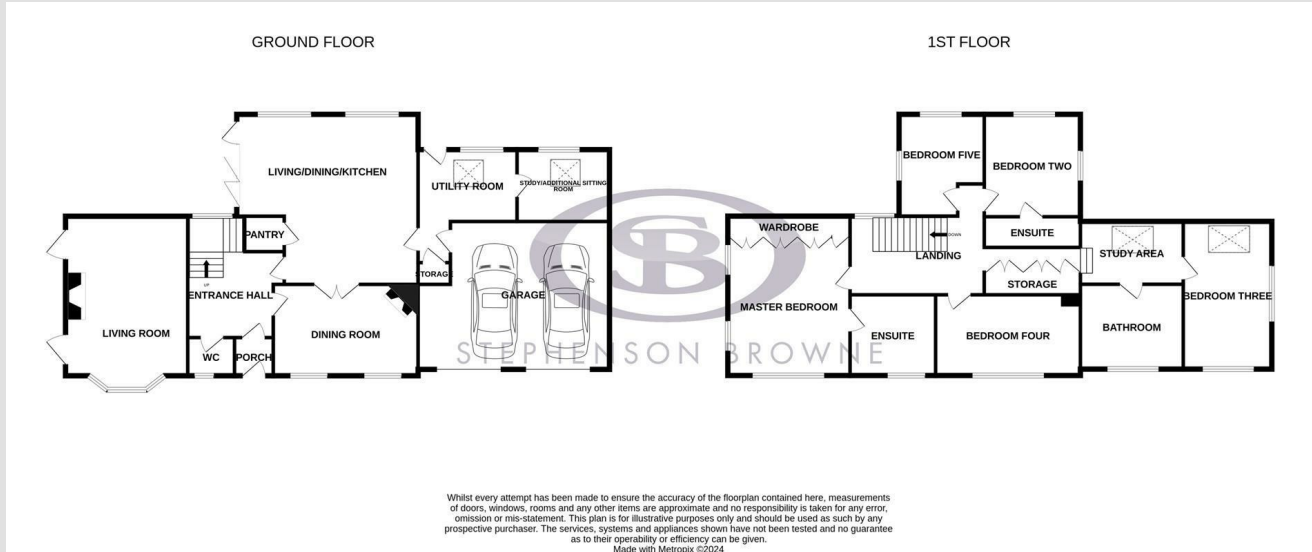 GROUND FLOOR
LIVING/DINING/KITCHEN
UTILITY ROOM
STUDY/ADDITIONAL SITTING
ROOM
PANTRY
STORAGE
UP
ENTRANCE HALL
GARAGE
LIVING ROOM
DINING ROOM
WC
PORCH
1ST FLOOR
BEDROOM FIVE
BEDROOM TWO
WARDROBE
ENSUITE
DOWN
LANDING
STUDY AREA
STORAGE
BEDROOM THREE
MASTER BEDROOM
BATHROOM
ENSUITE
BEDROOM FOUR
SB
STEPHENSON BROWNE
Whilst every attempt has been made to ensure the accuracy of the floorplan contained here, measurements
of doors, windows, rooms and any other items are approximate and no responsibility is taken for any error,
omission or mis-statement. This plan is for illustrative purposes only and should be used as such by any
prospective purchaser. The services, systems and appliances shown have not been tested and no guarantee
as to their operability or efficiency can be given.
Made with Metropix ©2024